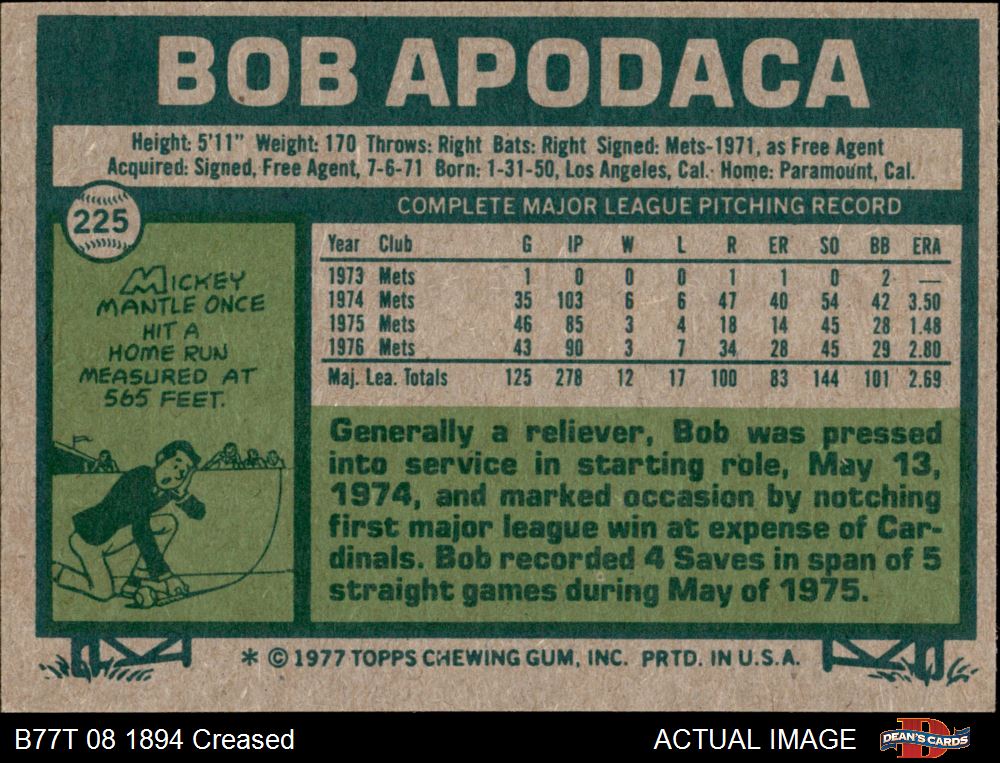 BOB APODACA
Height: 5'11" Weight: 170 Throws: Right Bats: Right Signed: Mets-1971, as Free Agent
Acquired: Signed, Free Agent, 7-6-71 Born: 1-31-50, Los Angeles, Cal. Home: Paramount, Cal.
225
MICKEY
MANTLE ONCE
HIT A
HOME RUN
MEASURED AT
565 FEET.
COMPLETE MAJOR LEAGUE PITCHING RECORD
Year Club G IP W L R ER SO BB ERA
1973 Mets 1 0 0 0 1 1 0 2 —
1974 Mets 35 103 6 6 47 40 54 42 3.50
1975 Mets 46 85 3 4 18 14 45 28 1.48
1976 Mets 43 90 3 7 34 28 45 29 2.80
Maj. Lea. Totals 125 278 12 17 100 83 144 101 2.69
Generally a reliever, Bob was pressed
into service in starting role, May 13,
1974, and marked occasion by notching
first major league win at expense of Car-
dinals. Bob recorded 4 Saves in span of 5
straight games during May of 1975.
* © 1977 TOPPS CHEWING GUM, INC. PRTD. IN U.S.A.
B77T 08 1894 Creased
ACTUAL IMAGE
D
DEAN'S CARDS